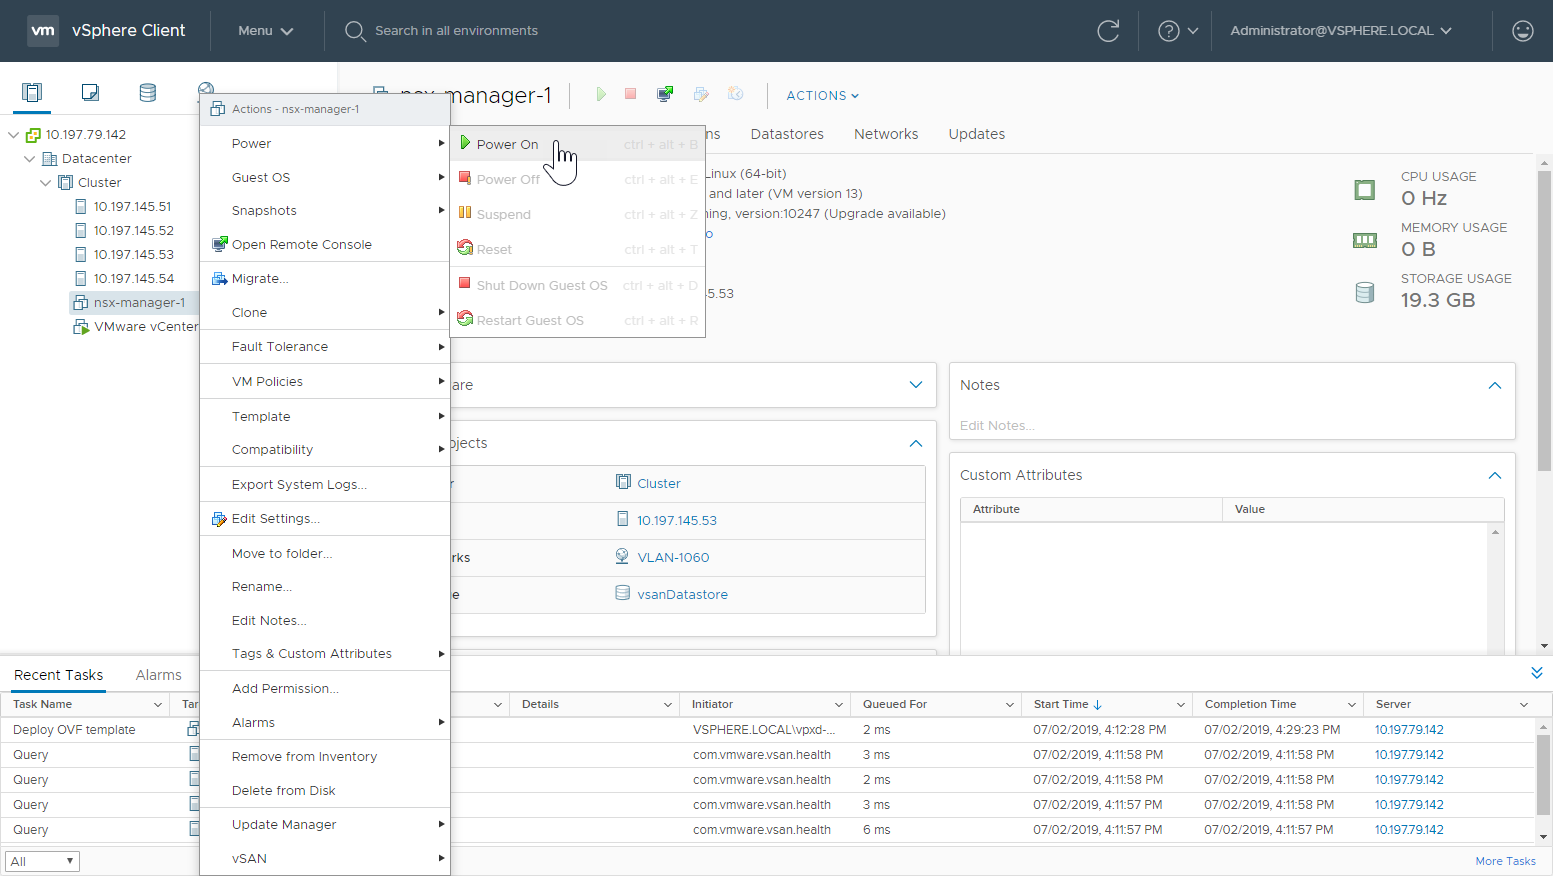 vm vSphere Client Menu Search in all environments ? Administrator@VSPHERE.LOCAL
nsx-manager-1 ACTIONS
Actions - nsx-manager-1
10.197.79.142
Datacenter
Cluster
10.197.145.51
10.197.145.52
10.197.145.53
10.197.145.54
nsx-manager-1
VMware vCenter
Power
Guest OS
Snapshots
Open Remote Console
Migrate...
Clone
Fault Tolerance
VM Policies
Template
Compatibility
Export System Logs...
Edit Settings...
Move to folder...
Rename...
Edit Notes...
Tags & Custom Attributes
Add Permission...
Alarms
Remove from Inventory
Delete from Disk
Update Manager
vSAN
Power On ctrl + alt + B
Power Off ctrl + alt + E
Suspend ctrl + alt + Z
Reset ctrl + alt + T
Shut Down Guest OS ctrl + alt + D
Restart Guest OS ctrl + alt + R
ns Datastores Networks Updates
Linux (64-bit)
and later (VM version 13)
ning, version:10247 (Upgrade available)
o
5.53
CPU USAGE
0 Hz
MEMORY USAGE
0 B
STORAGE USAGE
19.3 GB
are
Notes
Edit Notes...
bjects
r Cluster
10.197.145.53
rks VLAN-1060
e vsanDatastore
Custom Attributes
Attribute Value
Recent Tasks Alarms
Task Name Tar Details Initiator Queued For Start Time Completion Time Server
Deploy OVF template VSPHERE.LOCAL\vpxd-... 2 ms 07/02/2019, 4:12:28 PM 07/02/2019, 4:29:23 PM 10.197.79.142
Query com.vmware.vsan.health 3 ms 07/02/2019, 4:11:58 PM 07/02/2019, 4:11:58 PM 10.197.79.142
Query com.vmware.vsan.health 2 ms 07/02/2019, 4:11:58 PM 07/02/2019, 4:11:58 PM 10.197.79.142
Query com.vmware.vsan.health 3 ms 07/02/2019, 4:11:57 PM 07/02/2019, 4:11:57 PM 10.197.79.142
Query com.vmware.vsan.health 6 ms 07/02/2019, 4:11:57 PM 07/02/2019, 4:11:57 PM 10.197.79.142
All More Tasks